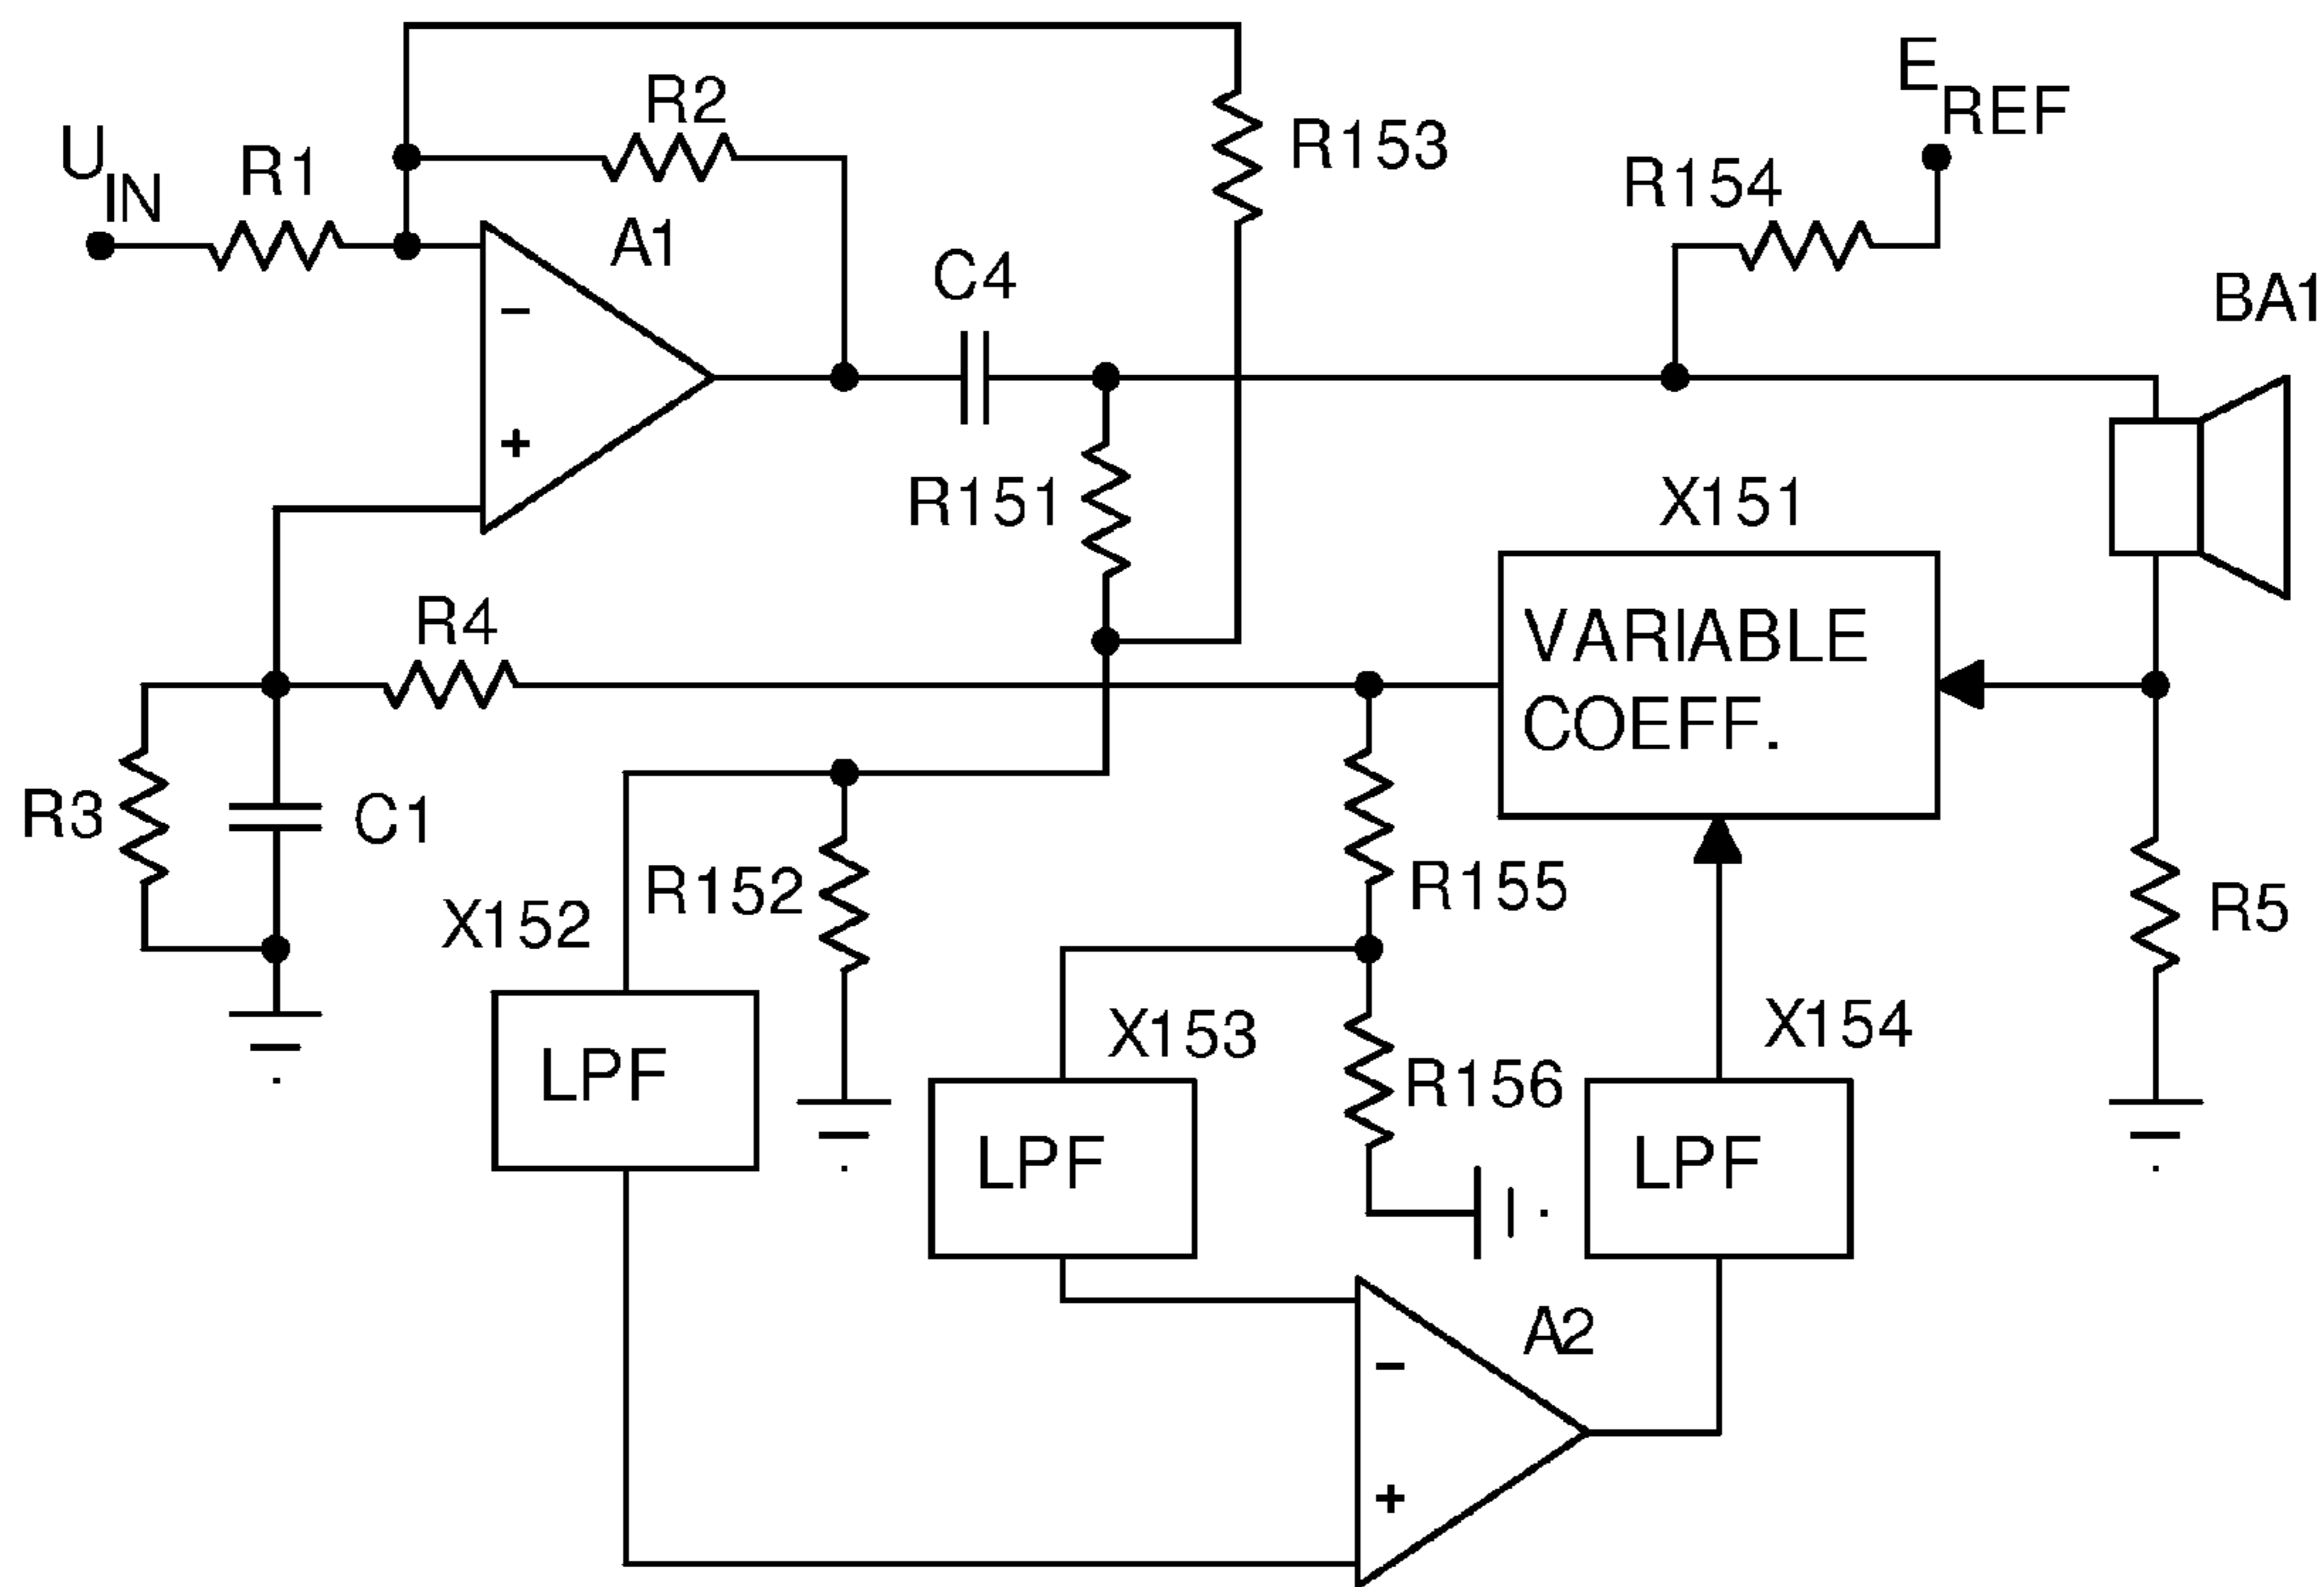 E REF
R2
U IN
R1
R153
R154
A1
C4
BA1
−
+
R151
X151
VARIABLE
COEFF.
R4
R3
C1
R152
R155
R5
X152
X153
X154
LPF
R156
LPF
LPF
A2
−
+